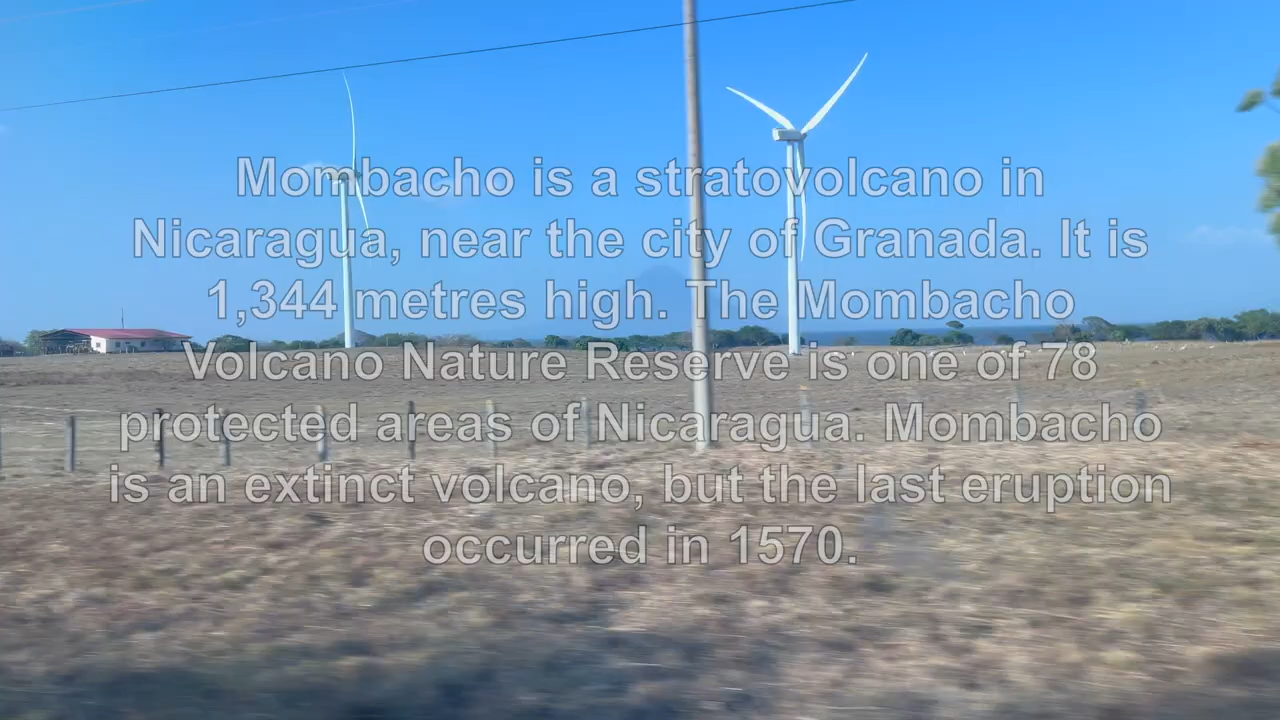 Mombacho is a stratovolcano in
Nicaragua, near the city of Granada. It is
1,344 metres high. The Mombacho
Volcano Nature Reserve is one of 78
protected areas of Nicaragua. Mombacho
is an extinct volcano, but the last eruption
occurred in 1570.